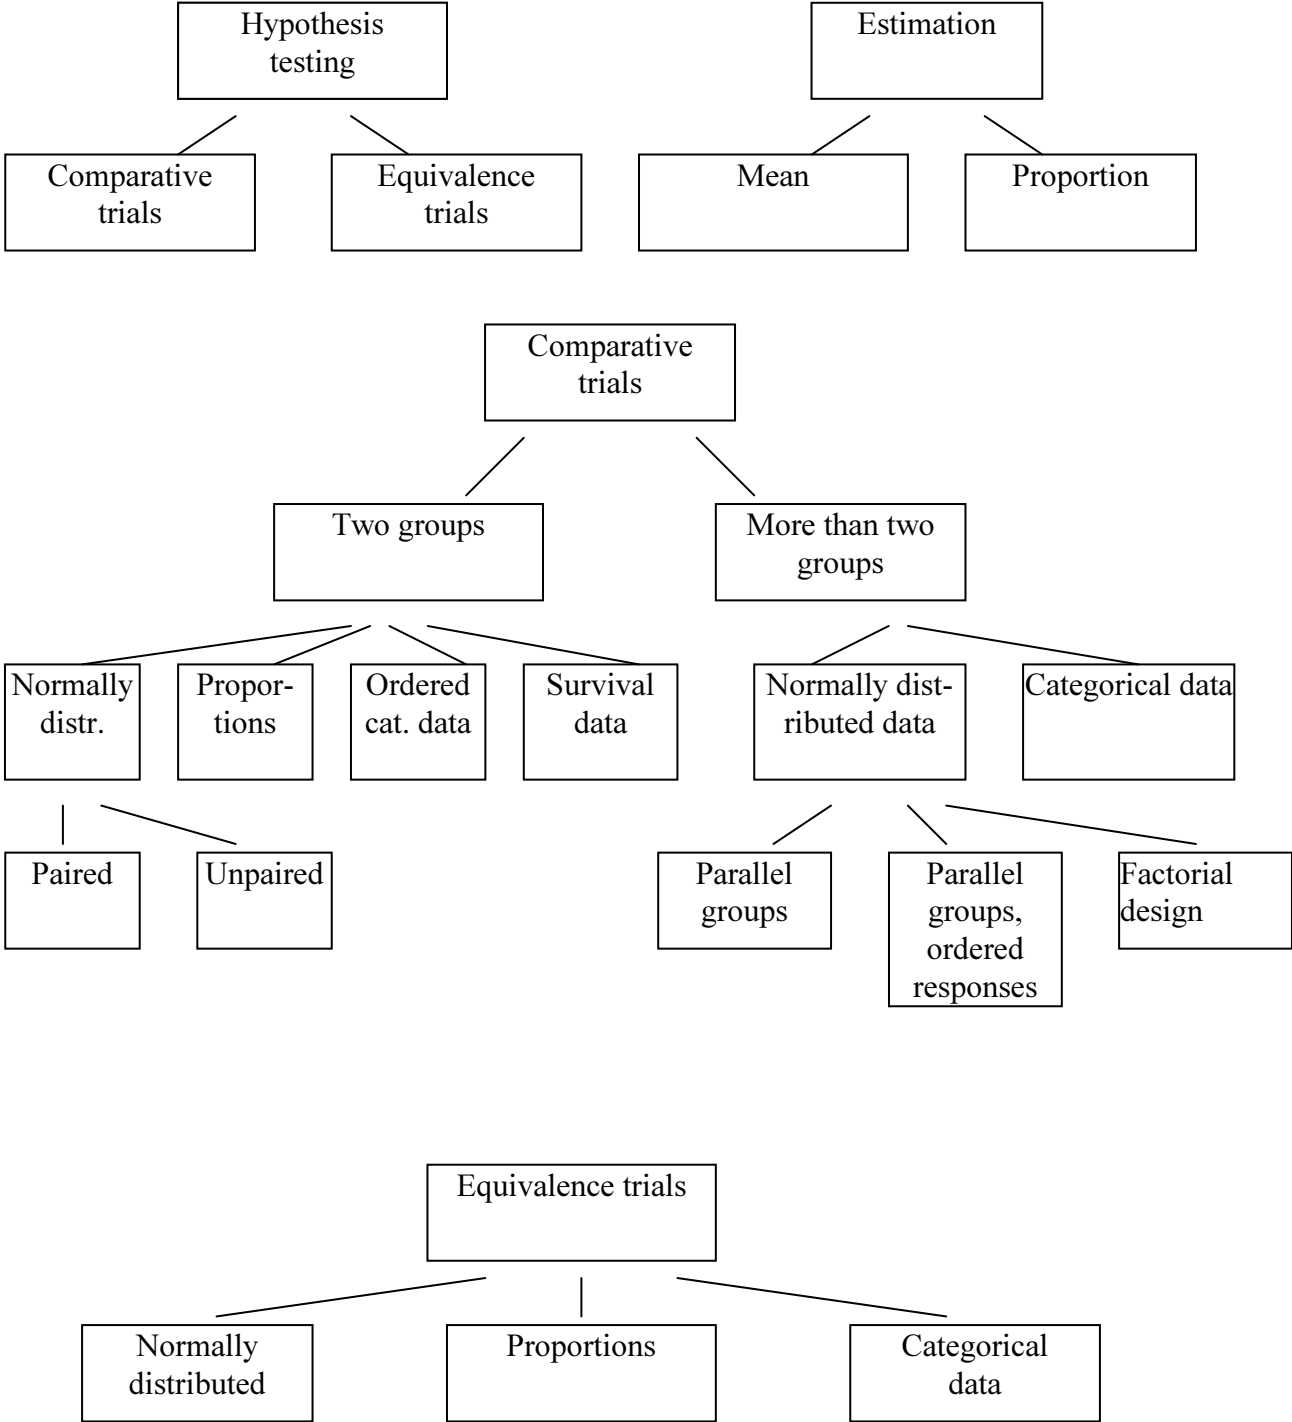 Hypothesis
testing
Estimation
Comparative
trials
Equivalence
trials
Mean
Proportion
Comparative
trials
Two groups
More than two
groups
Normally
distr.
Propor-
tions
Ordered
cat. data
Survival
data
Normally dist-
ributed data
Categorical data
Paired
Unpaired
Parallel
groups
Parallel
groups,
ordered
responses
Factorial
design
Equivalence trials
Normally
distributed
Proportions
Categorical
data